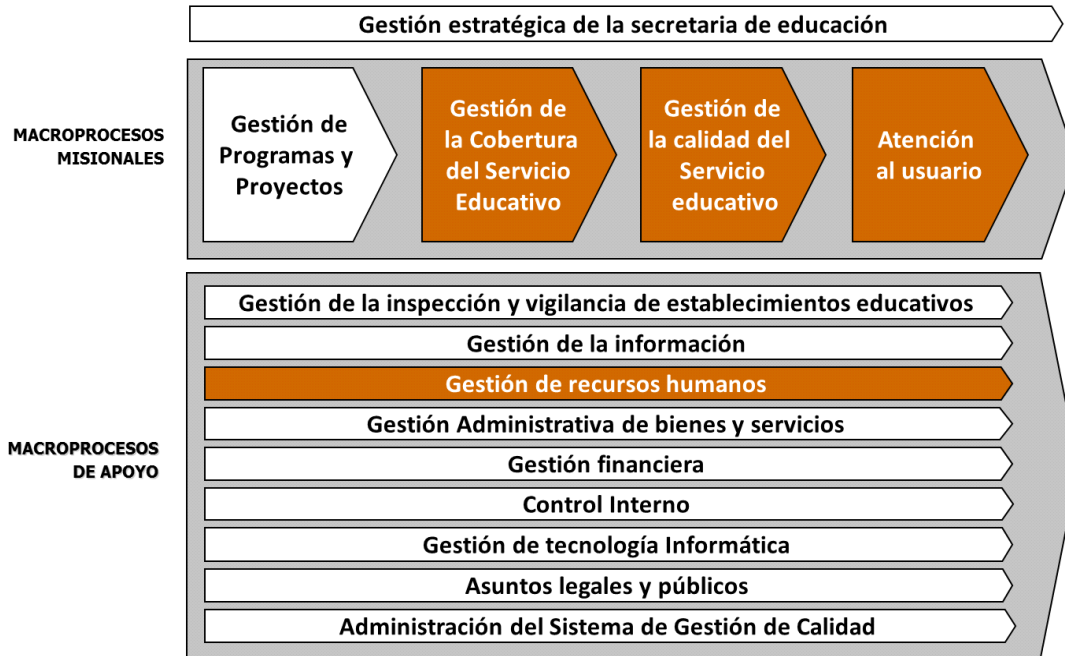 Gestión estratégica de la secretaria de educación
MACROPROCESOS
MISIONALES
Gestión de
Programas y
Proyectos
Gestión de
la Cobertura
del Servicio
Educativo
Gestión de
la calidad del
Servicio
educativo
Atención
al usuario
MACROPROCESOS
DE APOYO
Gestión de la inspección y vigilancia de establecimientos educativos
Gestión de la información
Gestión de recursos humanos
Gestión Administrativa de bienes y servicios
Gestión financiera
Control Interno
Gestión de tecnología Informática
Asuntos legales y públicos
Administración del Sistema de Gestión de Calidad